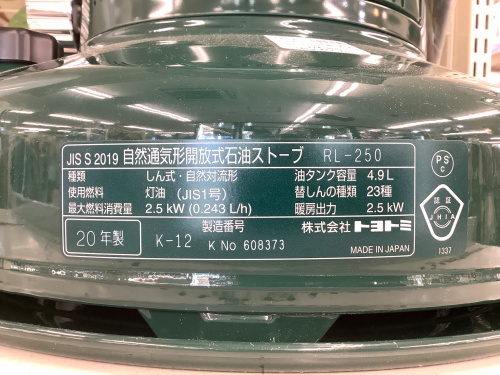 JIS S 2019 自然通気形開放式石油ストーブ RL-250
種類 しん式・自然対流形 油タンク容量 4.9L
使用燃料 灯油 (JIS1号) 替しんの種類 23種
最大燃料消費量 2.5 kW (0.243 L/h) 暖房出力 2.5 kW
20年製 K-12 製造番号 K No 608373 株式会社トヨトミ
MADE IN JAPAN
PS
C
認証
JHIA
1337